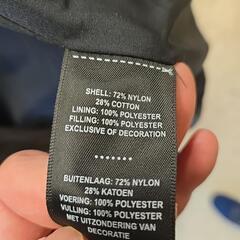 SHELL: 72% NYLON
28% COTTON
LINING: 100% POLYESTER
FILLING: 100% POLYESTER
EXCLUSIVE OF DECORATION
.......
BUITENLAAG: 72% NYLON
28% KATOEN
VOERING: 100% POLYESTER
VULLING: 100% POLYESTER
MET UITZONDERING VAN
DECORATIE